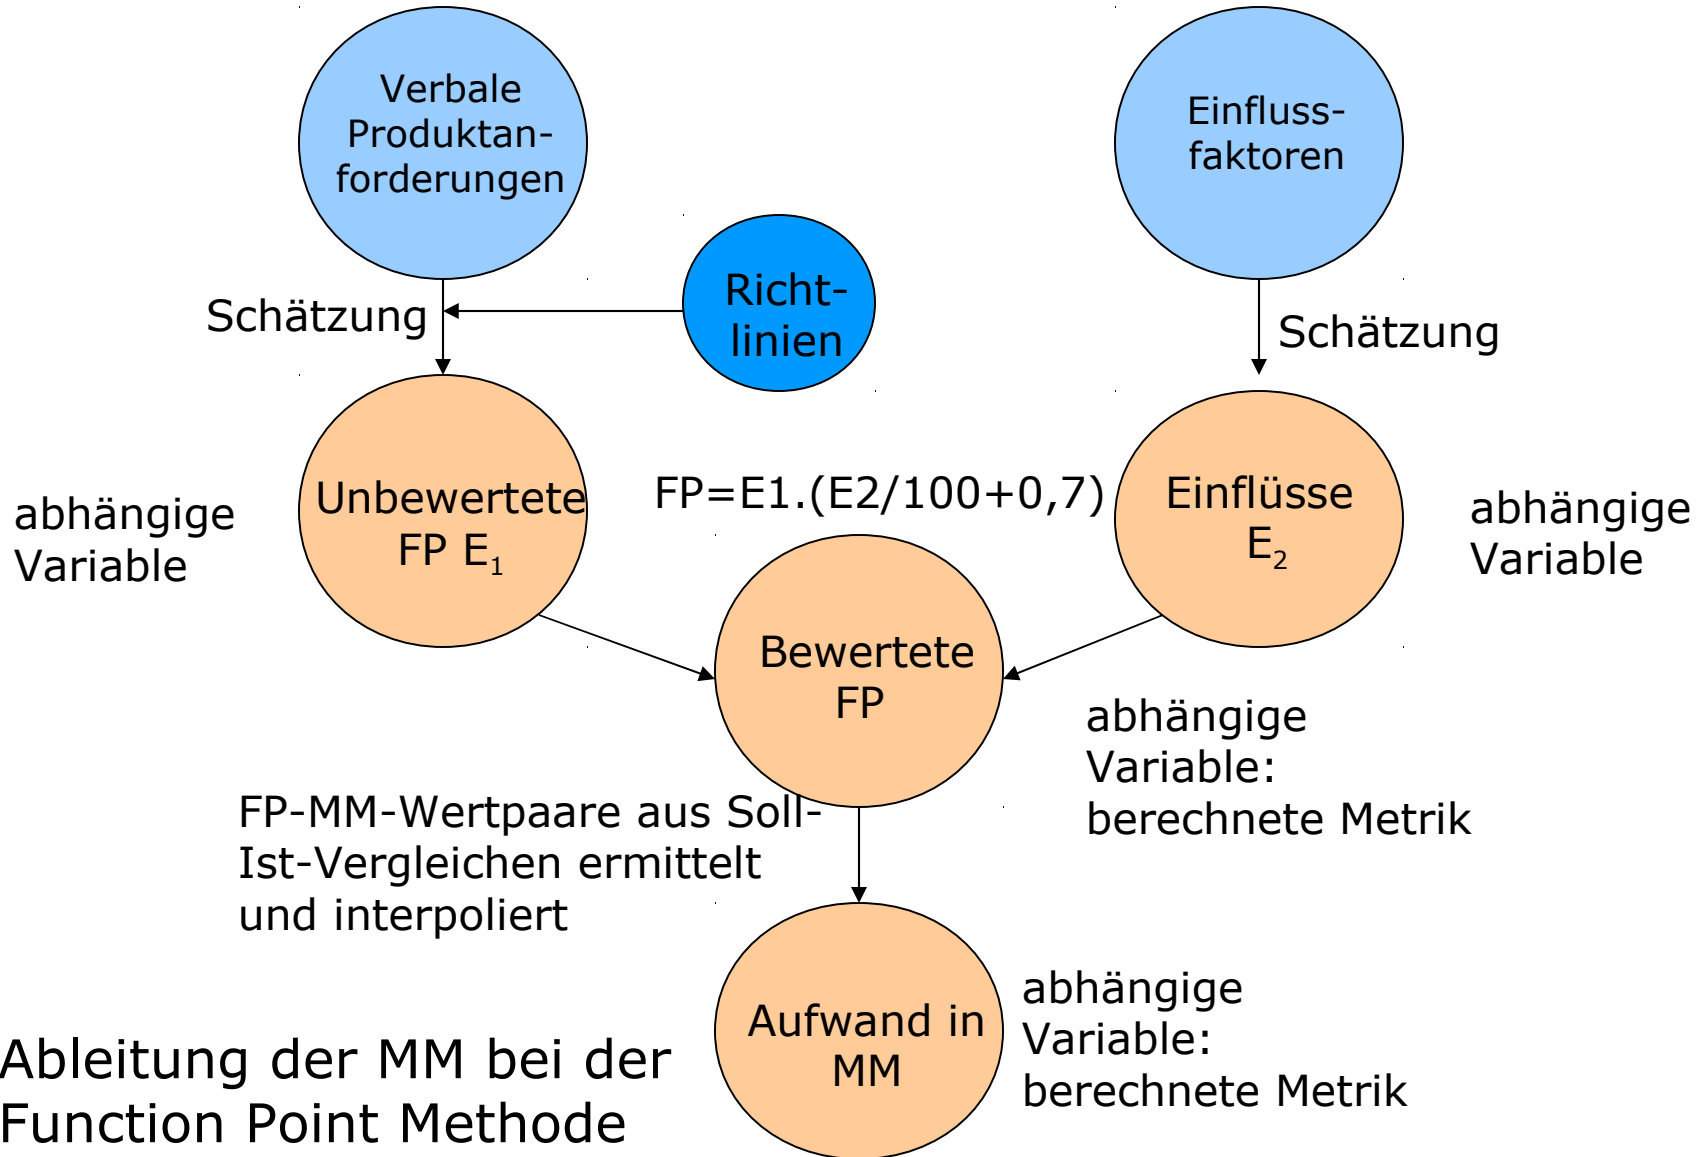 Verbale
Produktan-
forderungen
Einfluss-
faktoren
Richt-
linien
Schätzung
Schätzung
abhängige
Variable
Unbewertete
FP E₁
FP=E1.(E2/100+0,7)
Einflüsse
E₂
abhängige
Variable
Bewertete
FP
abhängige
Variable:
berechnete Metrik
FP-MM-Wertpaare aus Soll-
Ist-Vergleichen ermittelt
und interpoliert
Aufwand in
MM
abhängige
Variable:
berechnete Metrik
Ableitung der MM bei der
Function Point Methode